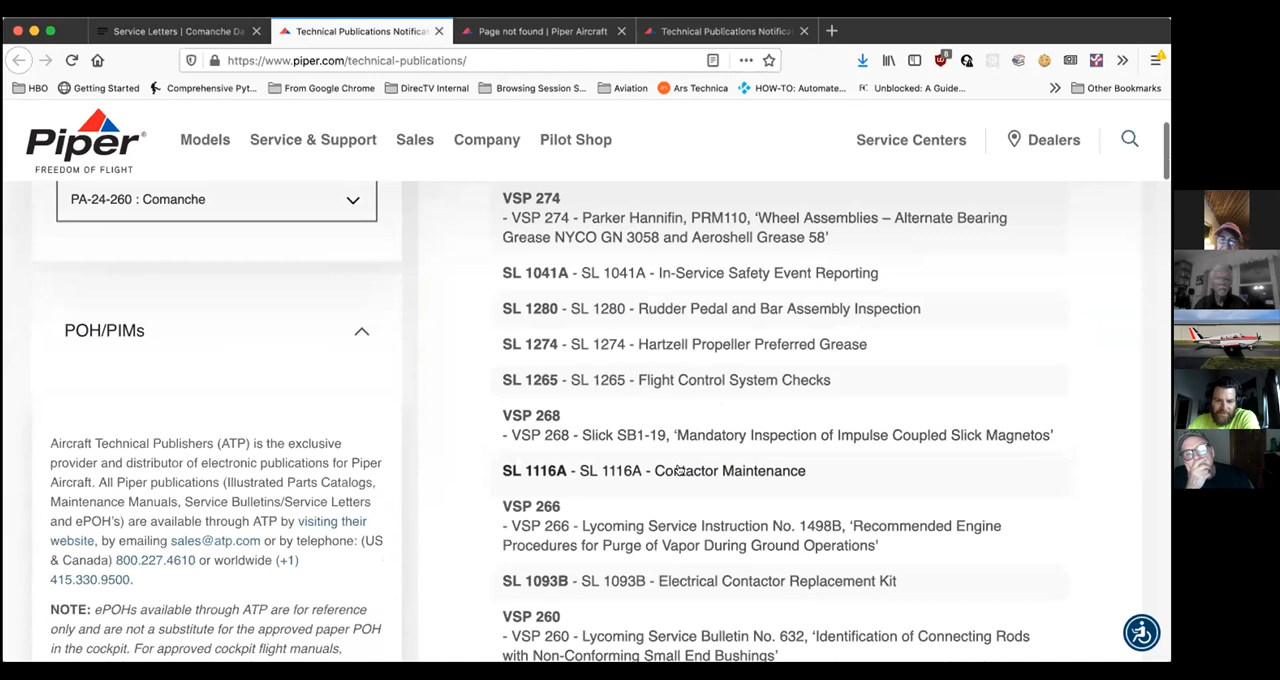 Service Letters | Comanche Da
Technical Publications Notificat
Page not found | Piper Aircraft
Technical Publications Notificat
https://www.piper.com/technical-publications/
8
HBO
Getting Started
Comprehensive Pyt...
From Google Chrome
DirecTV Internal
Browsing Session S...
Aviation
Ars Technica
HOW-TO: Automate...
Unblocked: A Guide...
Other Bookmarks
Piper
FREEDOM OF FLIGHT
Models
Service & Support
Sales
Company
Pilot Shop
Service Centers
Dealers
PA-24-260 : Comanche
POH/PIMs
Aircraft Technical Publishers (ATP) is the exclusive
provider and distributor of electronic publications for Piper
Aircraft. All Piper publications (Illustrated Parts Catalogs,
Maintenance Manuals, Service Bulletins/Service Letters
and ePOH's) are available through ATP by visiting their
website, by emailing sales@atp.com or by telephone: (US
& Canada) 800.227.4610 or worldwide (+1)
415.330.9500.
NOTE: ePOHs available through ATP are for reference
only and are not a substitute for the approved paper POH
in the cockpit. For approved cockpit flight manuals,
VSP 274
- VSP 274 - Parker Hannifin, PRM110, 'Wheel Assemblies – Alternate Bearing
Grease NYCO GN 3058 and Aeroshell Grease 58'
SL 1041A - SL 1041A - In-Service Safety Event Reporting
SL 1280 - SL 1280 - Rudder Pedal and Bar Assembly Inspection
SL 1274 - SL 1274 - Hartzell Propeller Preferred Grease
SL 1265 - SL 1265 - Flight Control System Checks
VSP 268
- VSP 268 - Slick SB1-19, 'Mandatory Inspection of Impulse Coupled Slick Magnetos'
SL 1116A - SL 1116A - Contactor Maintenance
VSP 266
- VSP 266 - Lycoming Service Instruction No. 1498B, 'Recommended Engine
Procedures for Purge of Vapor During Ground Operations'
SL 1093B - SL 1093B - Electrical Contactor Replacement Kit
VSP 260
- VSP 260 - Lycoming Service Bulletin No. 632, 'Identification of Connecting Rods
with Non-Conforming Small End Bushings'